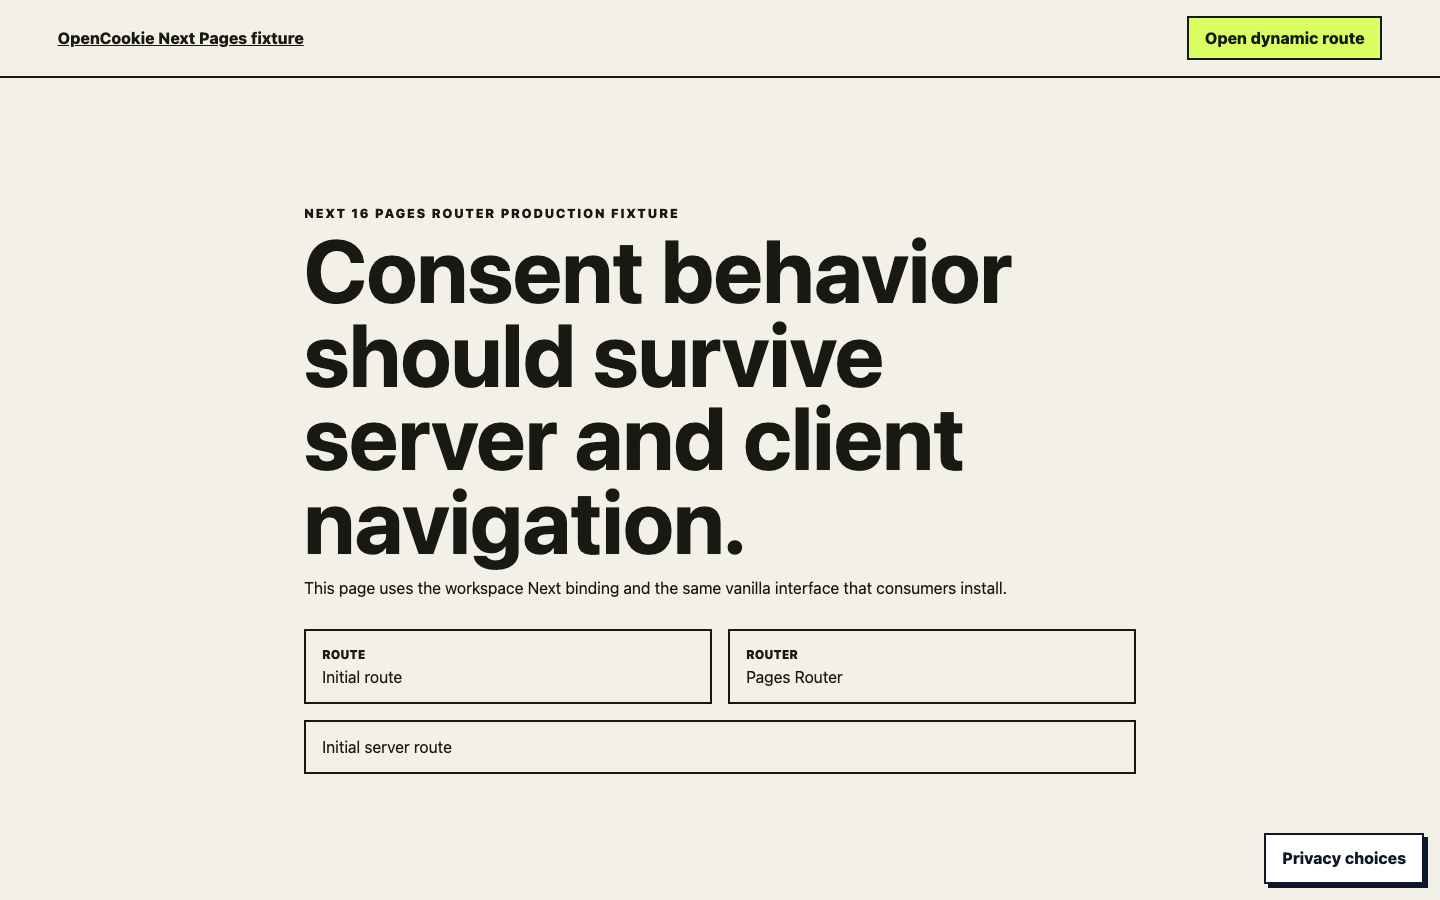 OpenCookie Next Pages fixture
Open dynamic route
NEXT 16 PAGES ROUTER PRODUCTION FIXTURE
Consent behavior
should survive
server and client
navigation.
This page uses the workspace Next binding and the same vanilla interface that consumers install.
ROUTE
Initial route
ROUTER
Pages Router
Initial server route
Privacy choices